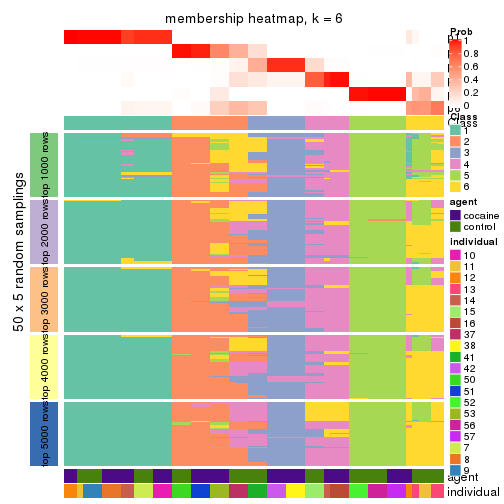 membership heatmap, k = 6
50 x 5 random samplings
top 1000 rows
top 2000 rows
top 3000 rows
top 4000 rows
top 5000 rows
Class
agent
individual
Prob
1
0.8
0.6
0.4
0.2
0
Class
1
2
3
4
5
6
agent
cocaine
control
individual
10
11
12
13
14
15
16
37
38
41
42
50
51
52
53
56
57
7
8
9